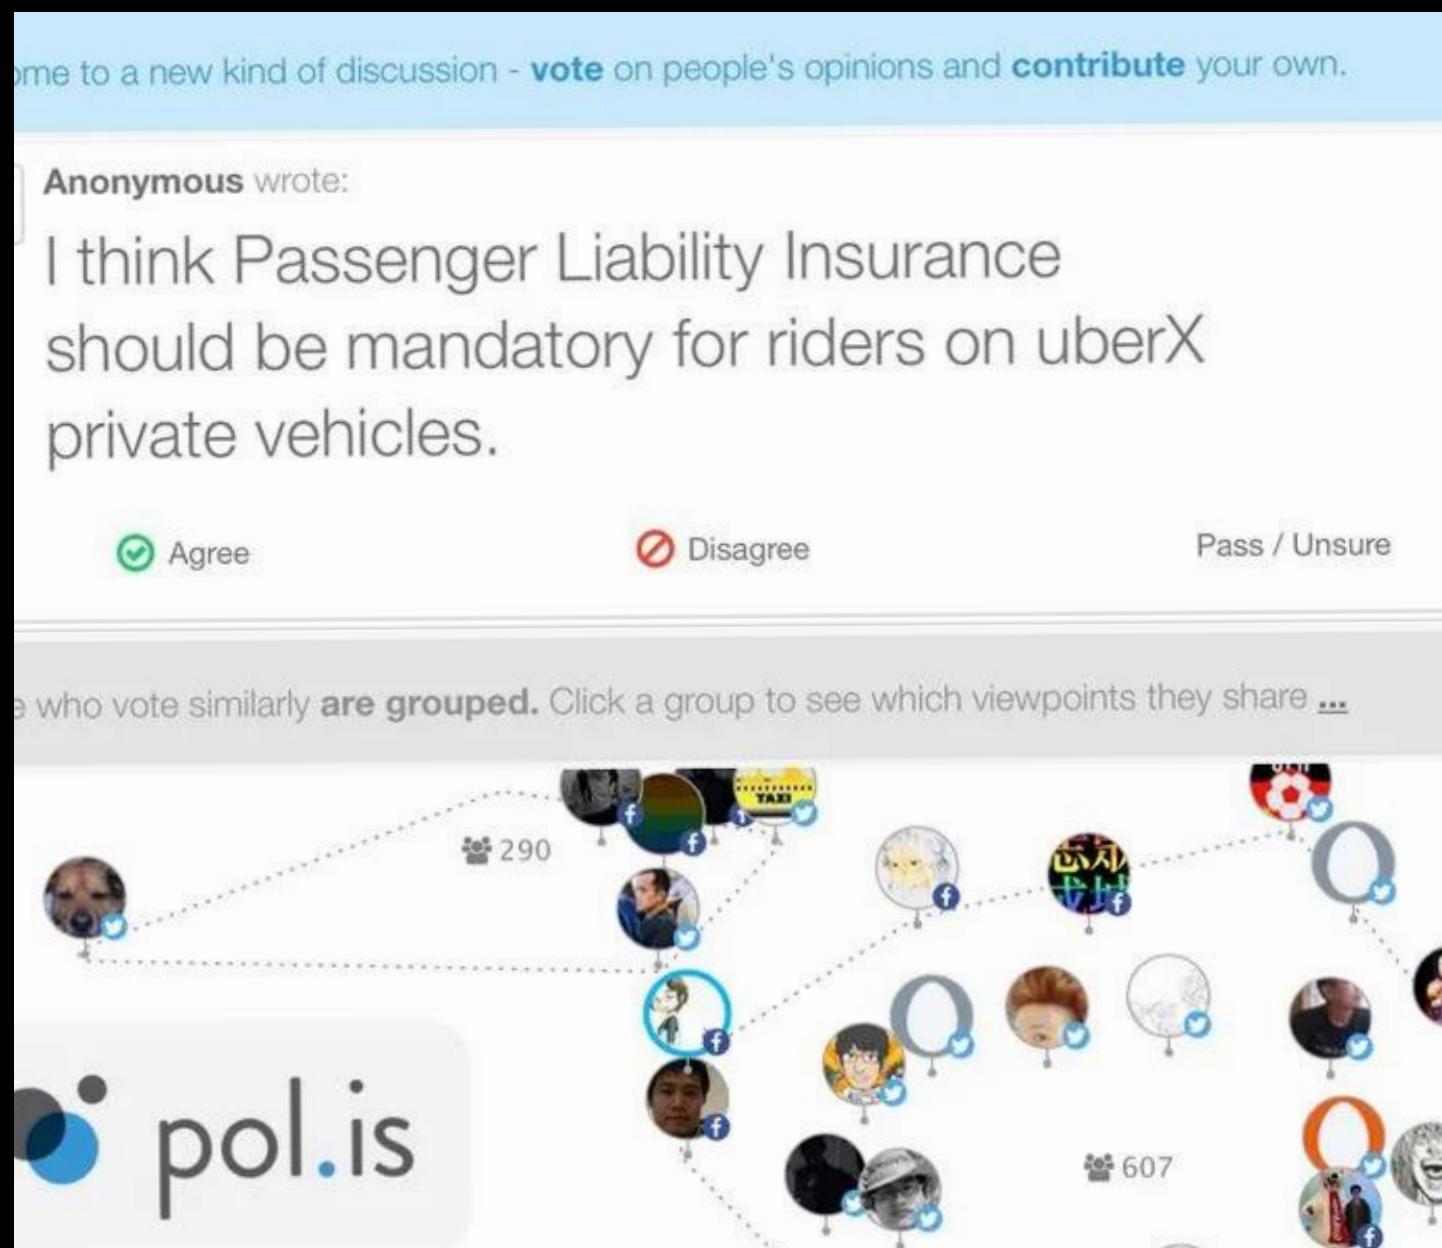 ome to a new kind of discussion - vote on people's opinions and contribute your own.
Anonymous wrote:
I think Passenger Liability Insurance
should be mandatory for riders on uberX
private vehicles.
Agree
Disagree
Pass / Unsure
e who vote similarly are grouped. Click a group to see which viewpoints they share ...
TAXI
290
607
pol.is